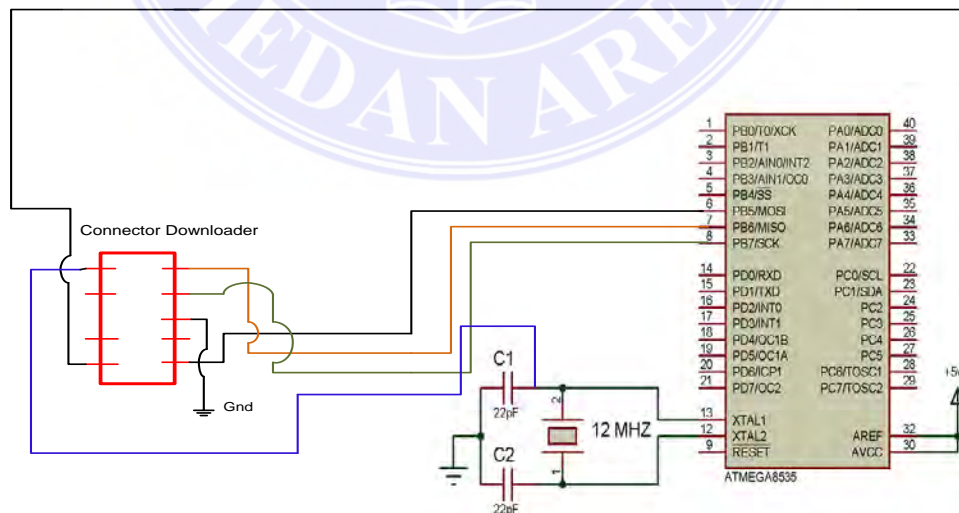 MEDAN AREA
Connector Downloader
Gnd
C1
22pF
C2
22pF
2
1
12 MHZ
1 PB0/T0/XCK PA0/ADC0 40
2 PB1/T1 PA1/ADC1 39
3 PB2/AIN0/INT2 PA2/ADC2 38
4 PB3/AIN1/OC0 PA3/ADC3 37
5 PB4/SS PA4/ADC4 36
6 PB5/MOSI PA5/ADC5 35
7 PB6/MISO PA6/ADC6 34
8 PB7/SCK PA7/ADC7 33
14 PD0/RXD PC0/SCL 22
15 PD1/TXD PC1/SDA 23
16 PD2/INT0 PC2 24
17 PD3/INT1 PC3 25
18 PD4/OC1B PC4 26
19 PD5/OC1A PC5 27
20 PD6/ICP1 PC6/TOSC1 28
21 PD7/OC2 PC7/TOSC2 29
13 XTAL1
12 XTAL2 AREF 32
9 RESET AVCC 30
ATMEGA8535